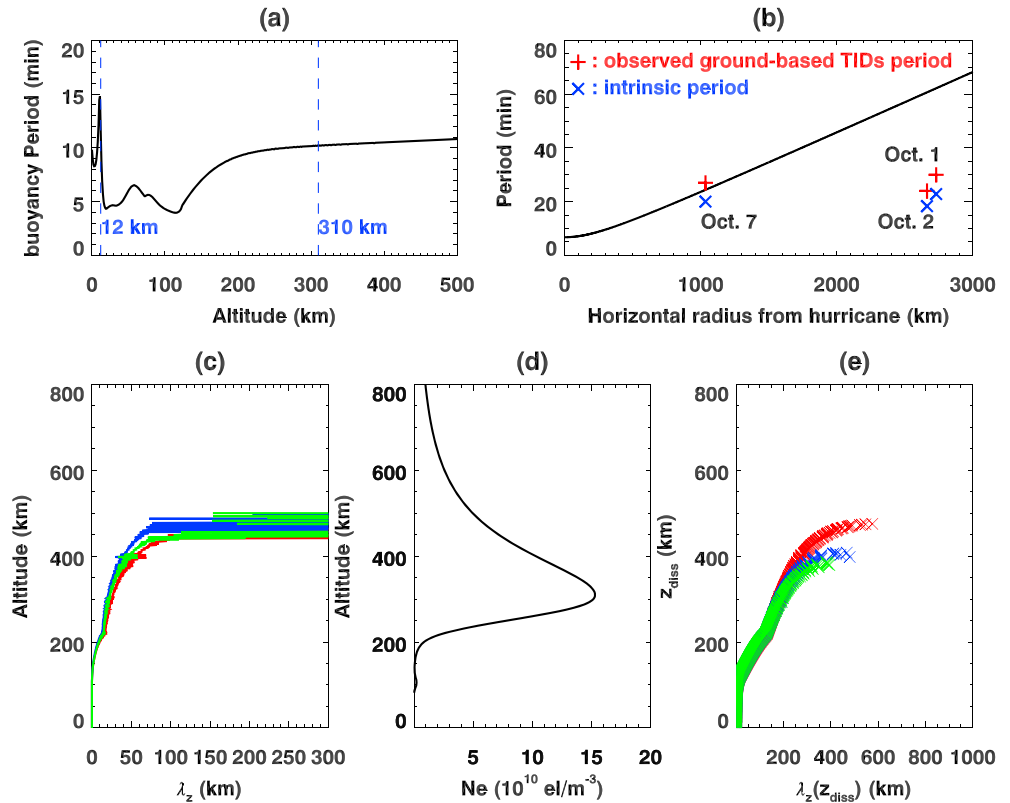 (a)
20
15
10
5
0
buoyancy Period (min)
12 km
310 km
0 100 200 300 400 500
Altitude (km)
(b)
80
60
40
20
0
Period (min)
+ : observed ground-based TIDs period
× : intrinsic period
Oct. 1
Oct. 7
Oct. 2
0 1000 2000 3000
Horizontal radius from hurricane (km)
(c)
800
600
400
200
0
Altitude (km)
0 50 100 150 200 250 300
λz (km)
(d)
800
600
400
200
0
Altitude (km)
5 10 15 20
Ne (10^10 el/m^-3)
(e)
800
600
400
200
0
z_diss (km)
200 400 600 800 1000
λz(z_diss) (km)